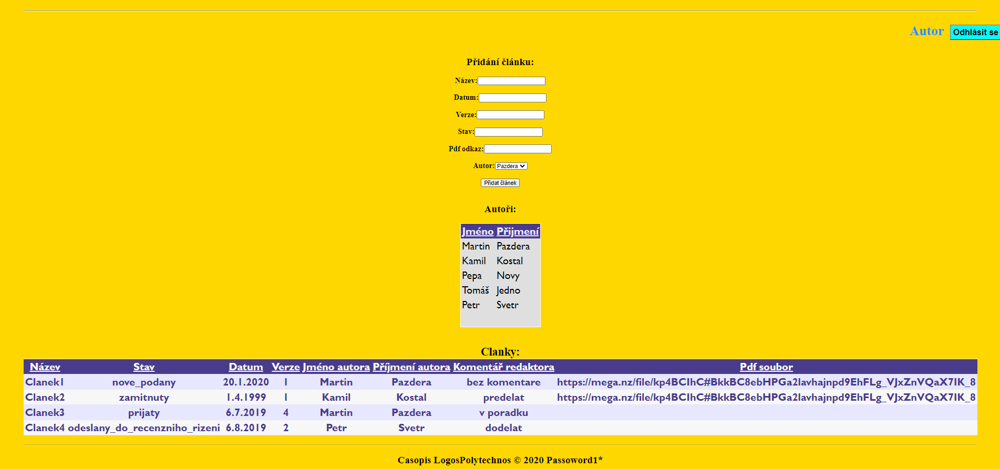 Autor Odhlásit se
Přidání článku:
Název:
Datum:
Verze:
Stav:
Pdf odkaz:
Autor: Pazdera
Přidat článek
Autoři:
Jméno Přijmení
Martin Pazdera
Kamil Kostal
Pepa Novy
Tomáš Jedno
Petr Svetr
Clanky:
Název Stav Datum Verze Jméno autora Příjmení autora Komentář redaktora Pdf soubor
Clanek1 nove_podany 20.1.2020 1 Martin Pazdera bez komentare https://mega.nz/file/kp4BCIhC#BkkBC8ebHPGa2lavhajnpd9EhFLg_VJxZnVQaX7IK_8
Clanek2 zamitnuty 1.4.1999 1 Kamil Kostal predelat https://mega.nz/file/kp4BCIhC#BkkBC8ebHPGa2lavhajnpd9EhFLg_VJxZnVQaX7IK_8
Clanek3 prijaty 6.7.2019 4 Martin Pazdera v poradku
Clanek4 odeslany_do_recenzniho_rizeni 6.8.2019 2 Petr Svetr dodelat
Casopis LogosPolytechnos © 2020 Passoword1*